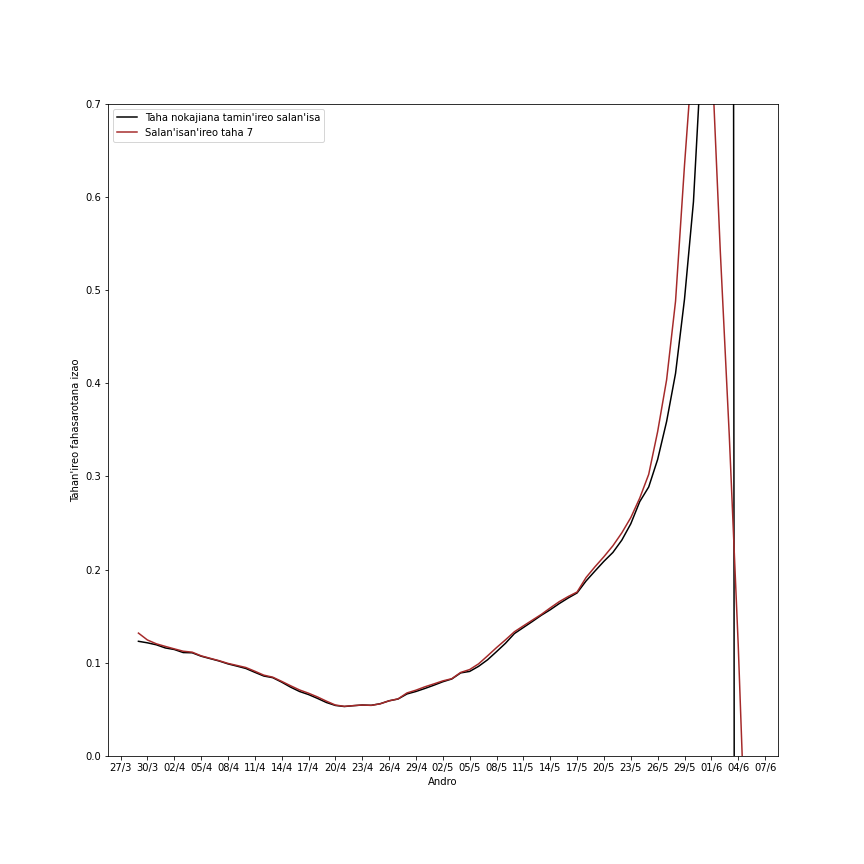 Taha nokajiana tamin'ireo salan'isa
Salan'isan'ireo taha 7
0.7
0.6
0.5
0.4
0.3
0.2
0.1
0.0
Tahan'ireo fahasarotana izao
27/3 30/3 02/4 05/4 08/4 11/4 14/4 17/4 20/4 23/4 26/4 29/4 02/5 05/5 08/5 11/5 14/5 17/5 20/5 23/5 26/5 29/5 01/6 04/6 07/6
Andro